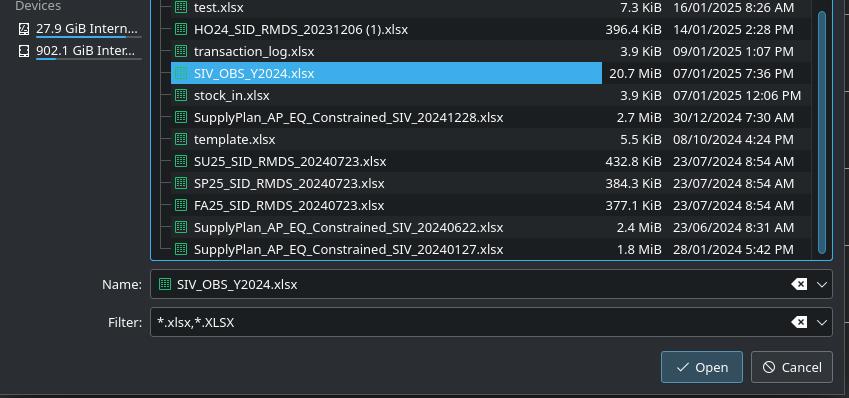 Devices
27.9 GiB Intern...
902.1 GiB Inter...
test.xlsx 7.3 KiB 16/01/2025 8:26 AM
HO24_SID_RMDS_20231206 (1).xlsx 396.4 KiB 14/01/2025 2:28 PM
transaction_log.xlsx 3.9 KiB 09/01/2025 1:07 PM
SIV_OBS_Y2024.xlsx 20.7 MiB 07/01/2025 7:36 PM
stock_in.xlsx 3.9 KiB 07/01/2025 12:06 PM
SupplyPlan_AP_EQ_Constrained_SIV_20241228.xlsx 2.7 MiB 30/12/2024 7:30 AM
template.xlsx 5.5 KiB 08/10/2024 4:24 PM
SU25_SID_RMDS_20240723.xlsx 432.8 KiB 23/07/2024 8:54 AM
SP25_SID_RMDS_20240723.xlsx 384.3 KiB 23/07/2024 8:54 AM
FA25_SID_RMDS_20240723.xlsx 377.1 KiB 23/07/2024 8:54 AM
SupplyPlan_AP_EQ_Constrained_SIV_20240622.xlsx 2.4 MiB 23/06/2024 8:31 AM
SupplyPlan_AP_EQ_Constrained_SIV_20240127.xlsx 1.8 MiB 28/01/2024 5:42 PM
Name: SIV_OBS_Y2024.xlsx
Filter: *.xlsx,*.XLSX
Open Cancel